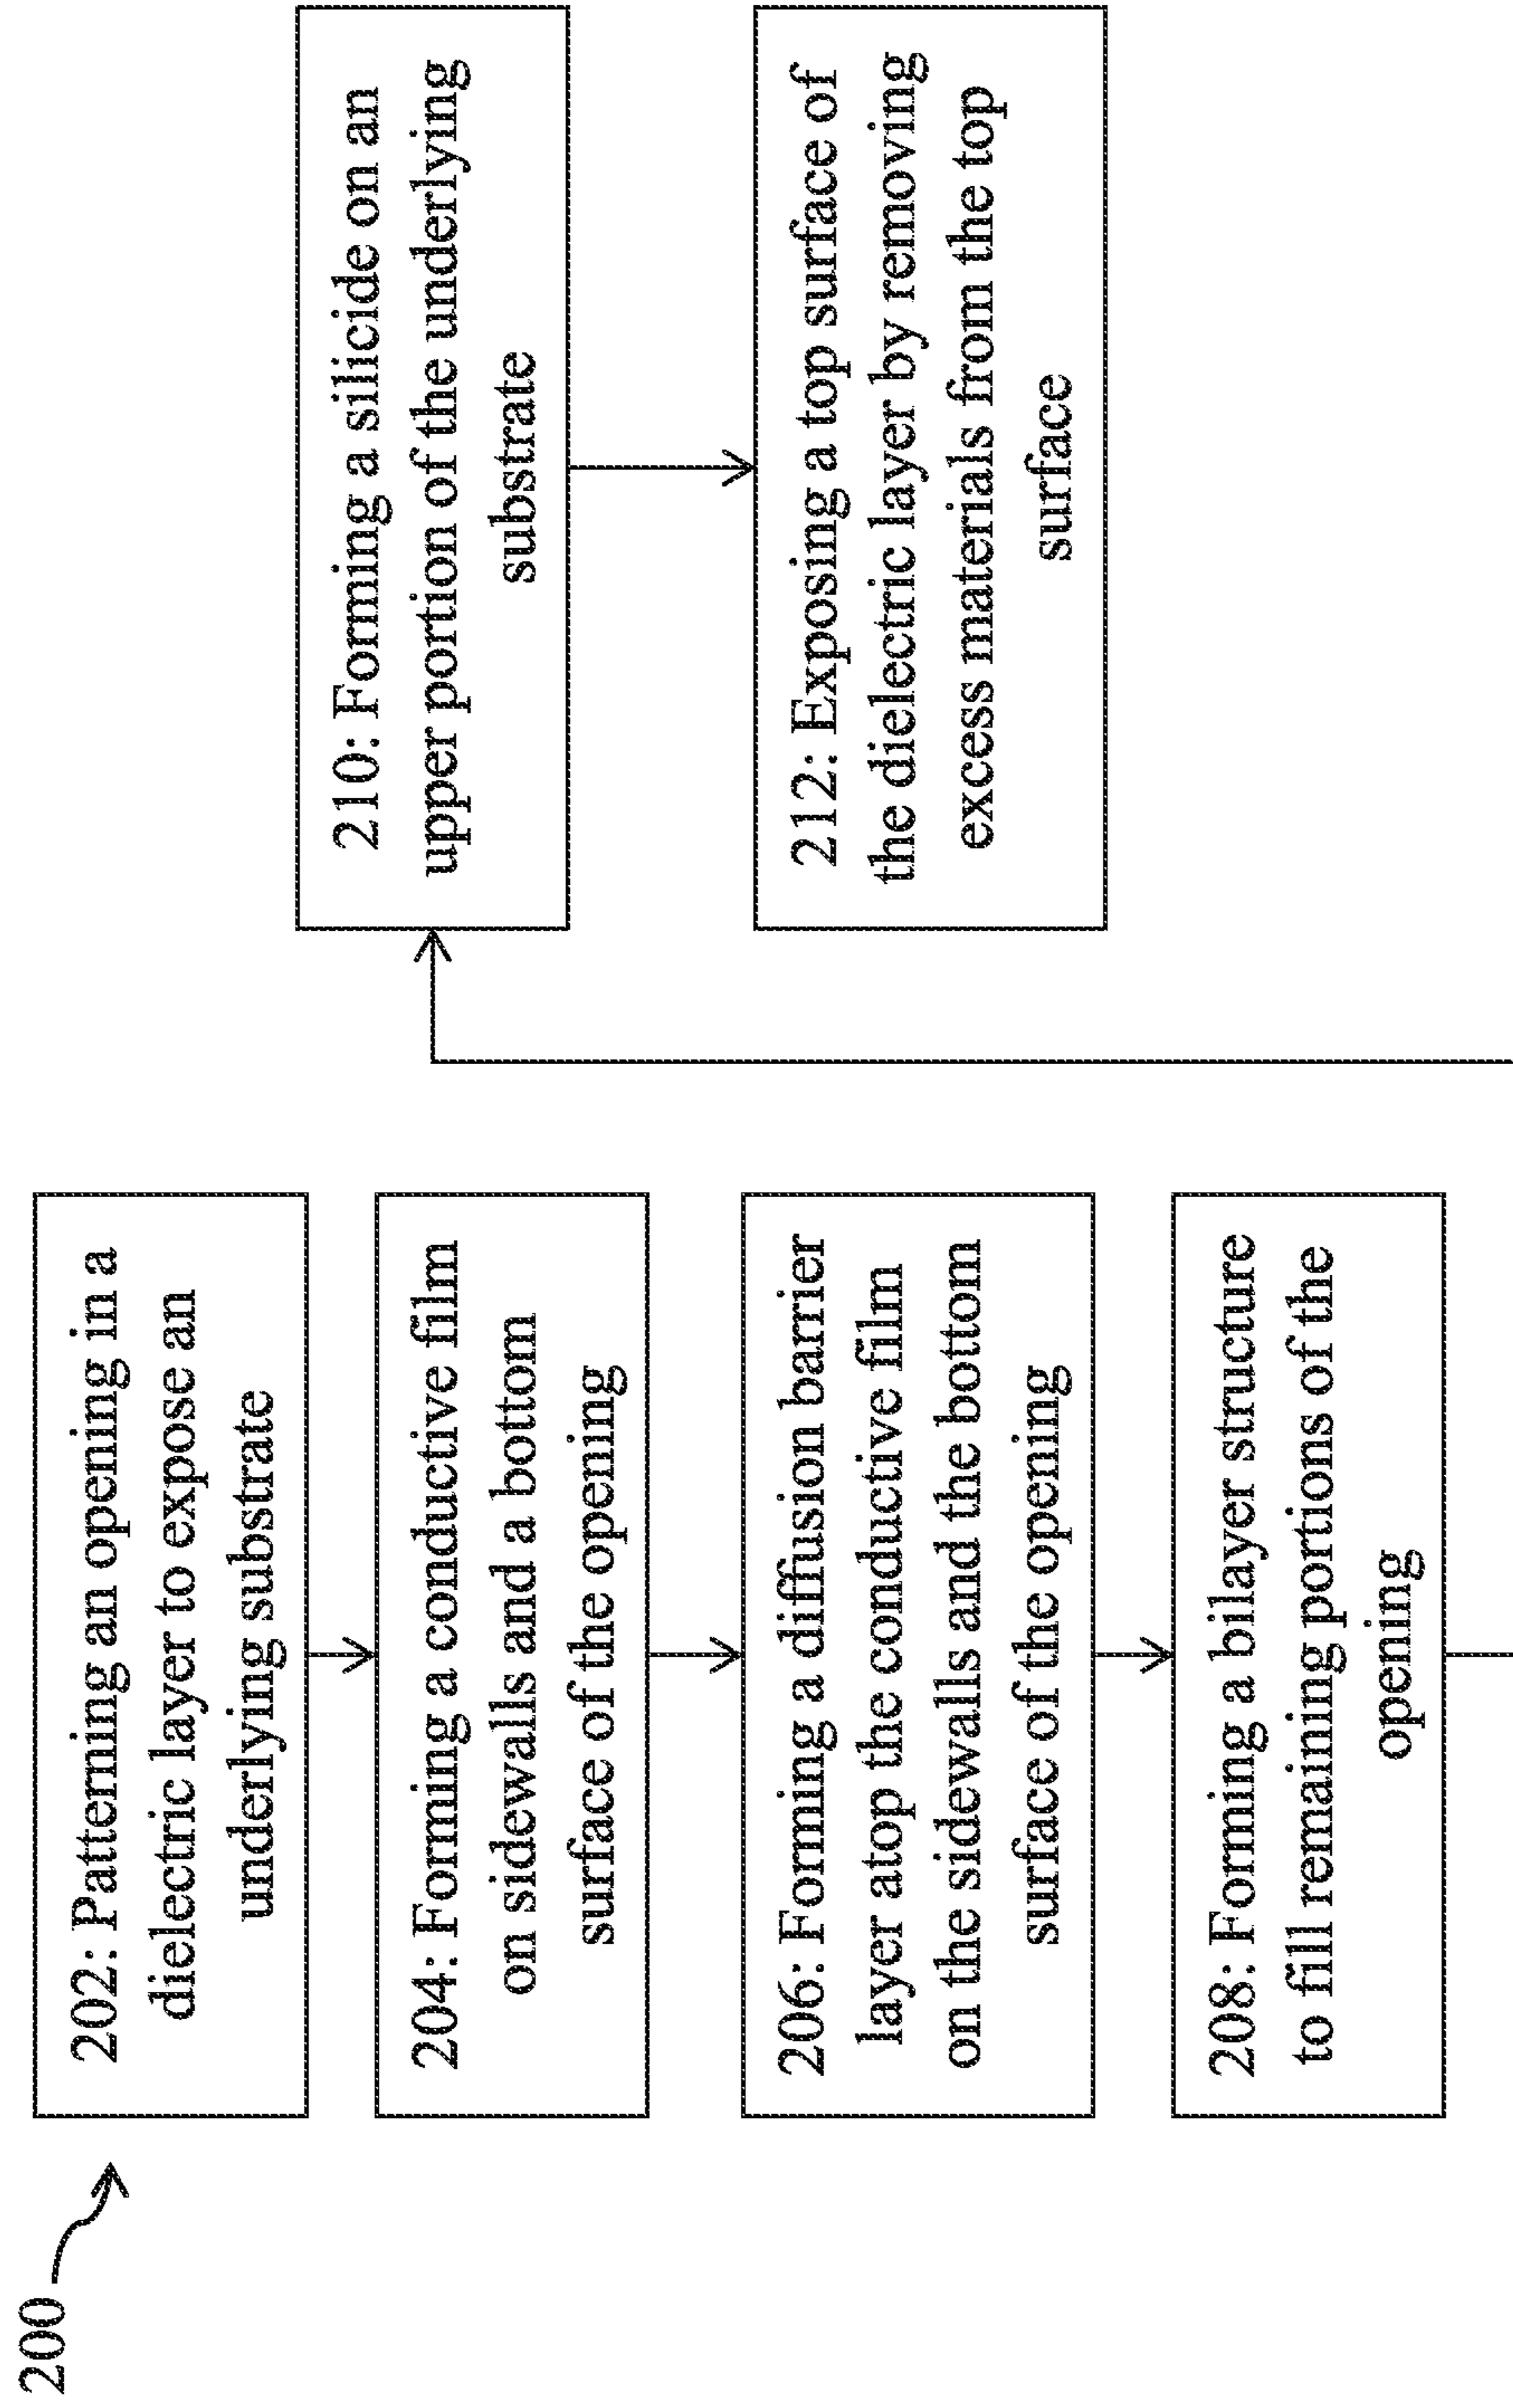 200
202: Patterning an opening in a
dielectric layer to expose an
underlying substrate
204: Forming a conductive film
on sidewalls and a bottom
surface of the opening
206: Forming a diffusion barrier
layer atop the conductive film
on the sidewalls and the bottom
surface of the opening
208: Forming a bilayer structure
to fill remaining portions of the
opening
210: Forming a silicide on an
upper portion of the underlying
substrate
212: Exposing a top surface of
the dielectric layer by removing
excess materials from the top
surface